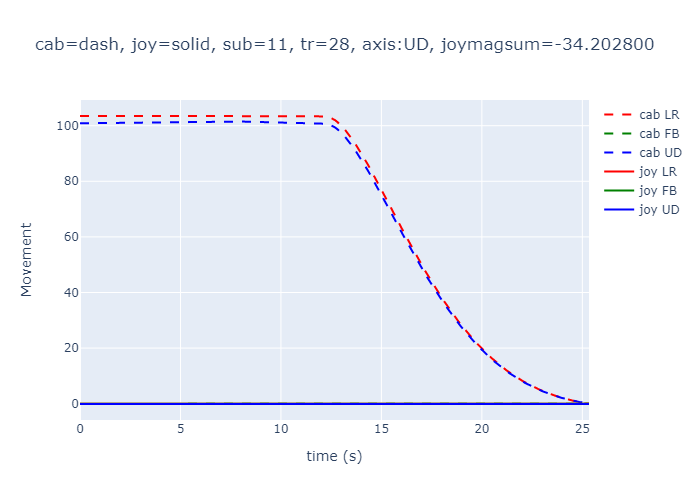 cab=dash, joy=solid, sub=11, tr=28, axis:UD, joymagsum=-34.202800
cab LR
cab FB
cab UD
joy LR
joy FB
joy UD
Movement
100
80
60
40
20
0
0 5 10 15 20 25
time (s)